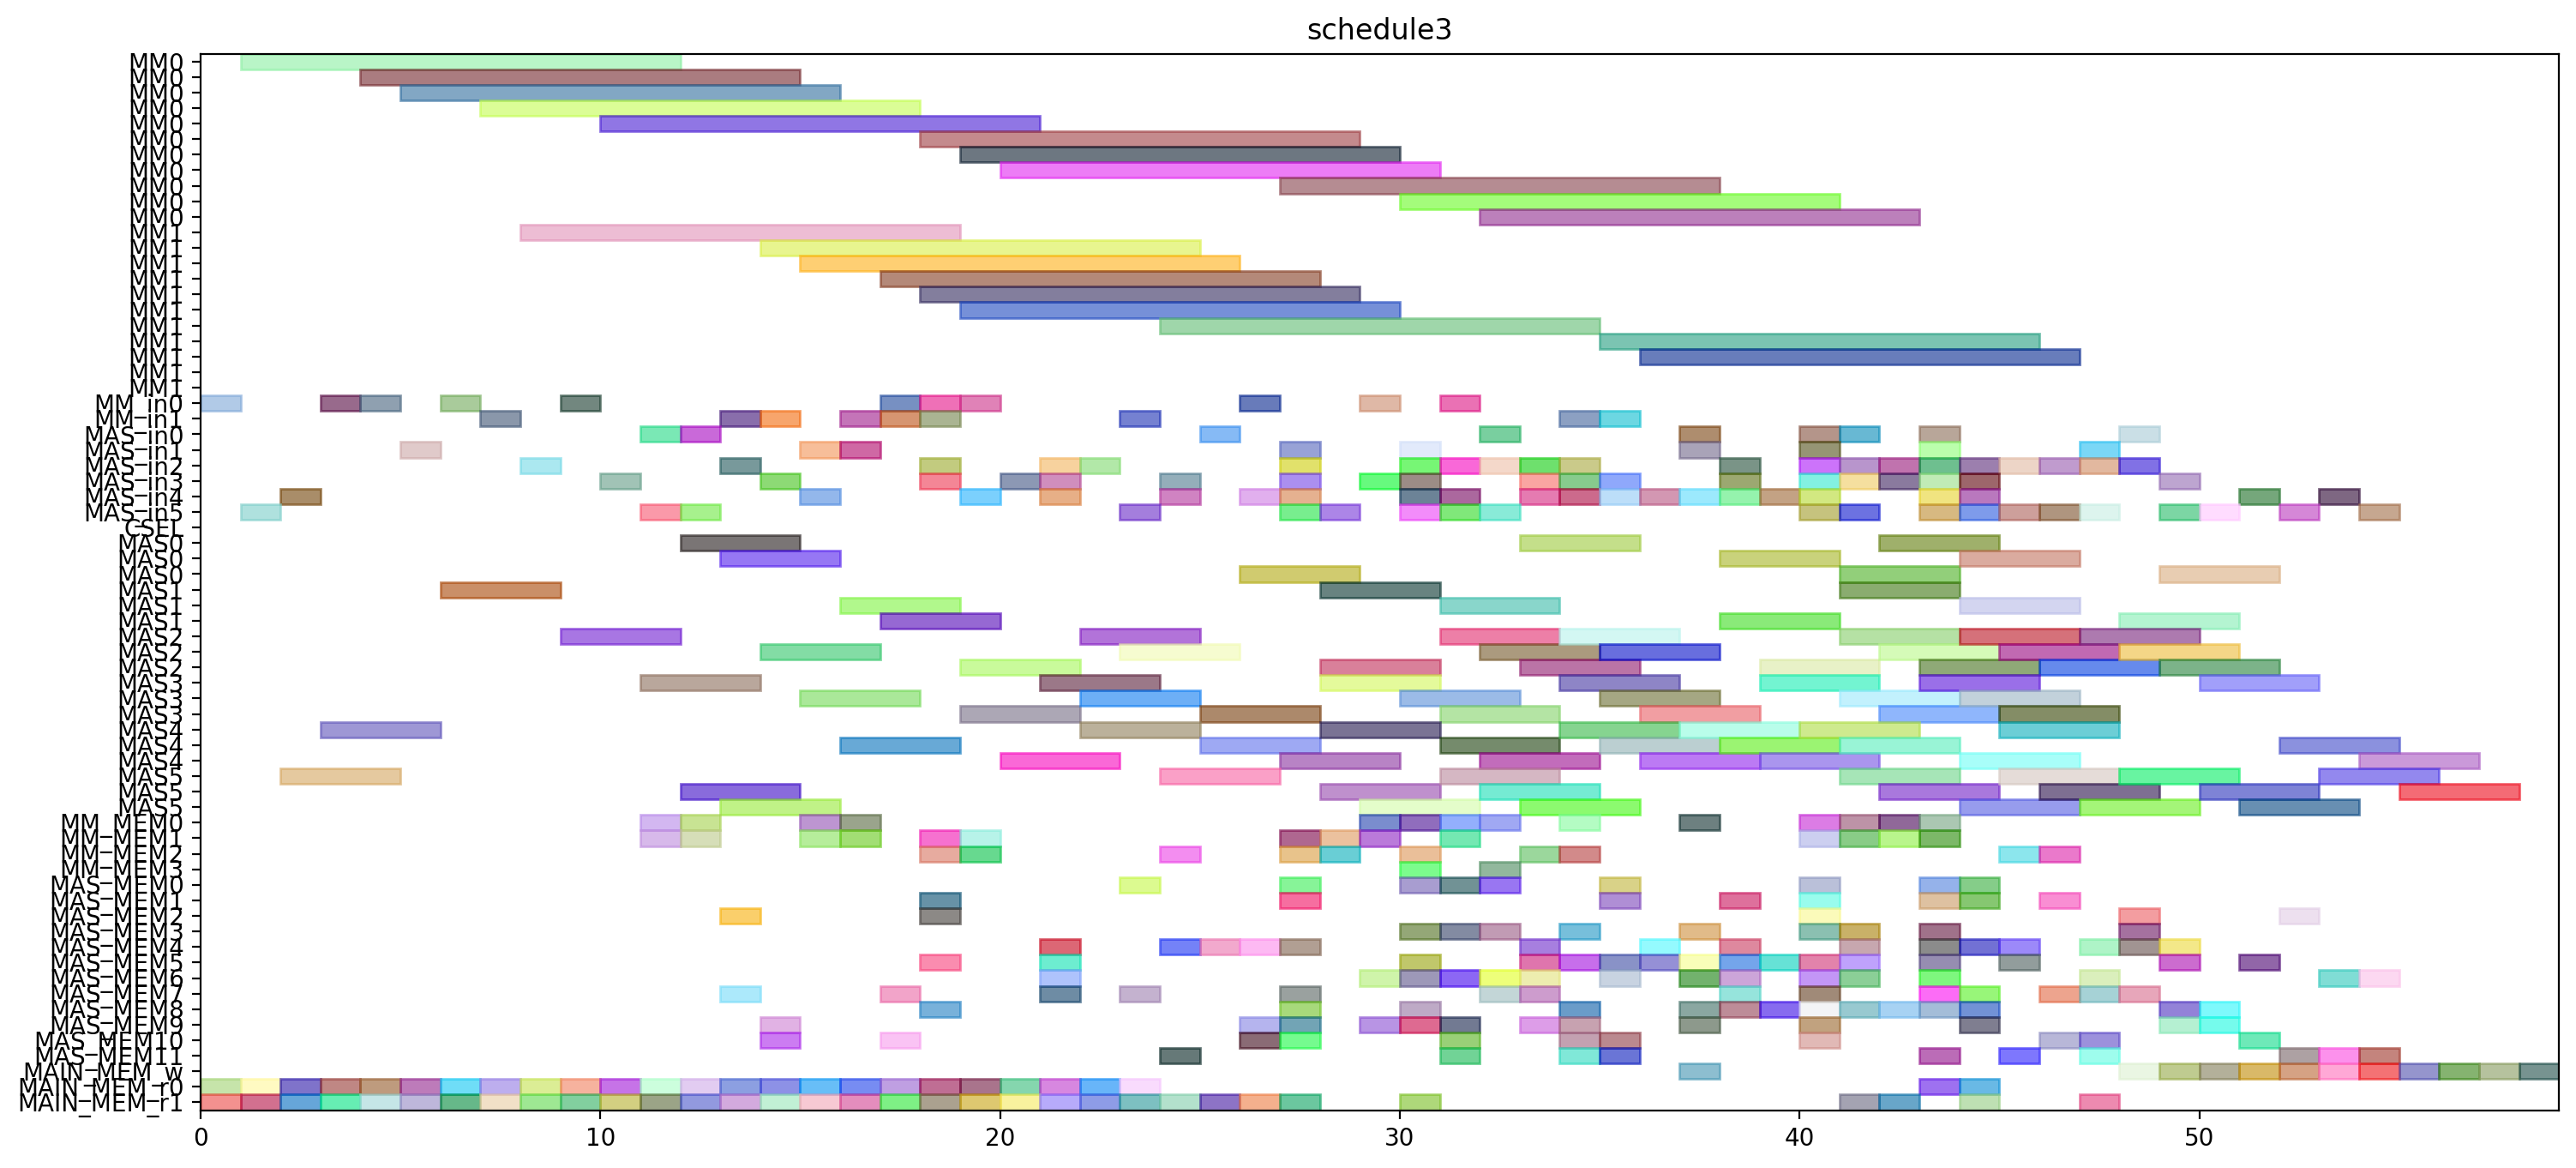 schedule3
MM0
MM0
MM0
MM0
MM0
MM0
MM0
MM0
MM0
MM0
MM0
MM1
MM1
MM1
MM1
MM1
MM1
MM1
MM1
MM1
MM1
MM1
MM_in0
MM_in1
MAS_in0
MAS_in1
MAS_in2
MAS_in3
MAS_in4
MAS_in5
CSEL
MAS0
MAS0
MAS0
MAS1
MAS1
MAS1
MAS2
MAS2
MAS2
MAS3
MAS3
MAS3
MAS4
MAS4
MAS4
MAS5
MAS5
MAS5
MM_MEM0
MM_MEM1
MM_MEM2
MM_MEM3
MAS_MEM0
MAS_MEM1
MAS_MEM2
MAS_MEM3
MAS_MEM4
MAS_MEM5
MAS_MEM6
MAS_MEM7
MAS_MEM8
MAS_MEM9
MAS_MEM10
MAS_MEM11
MAIN_MEM_w
MAIN_MEM_r0
MAIN_MEM_r1
0 10 20 30 40 50